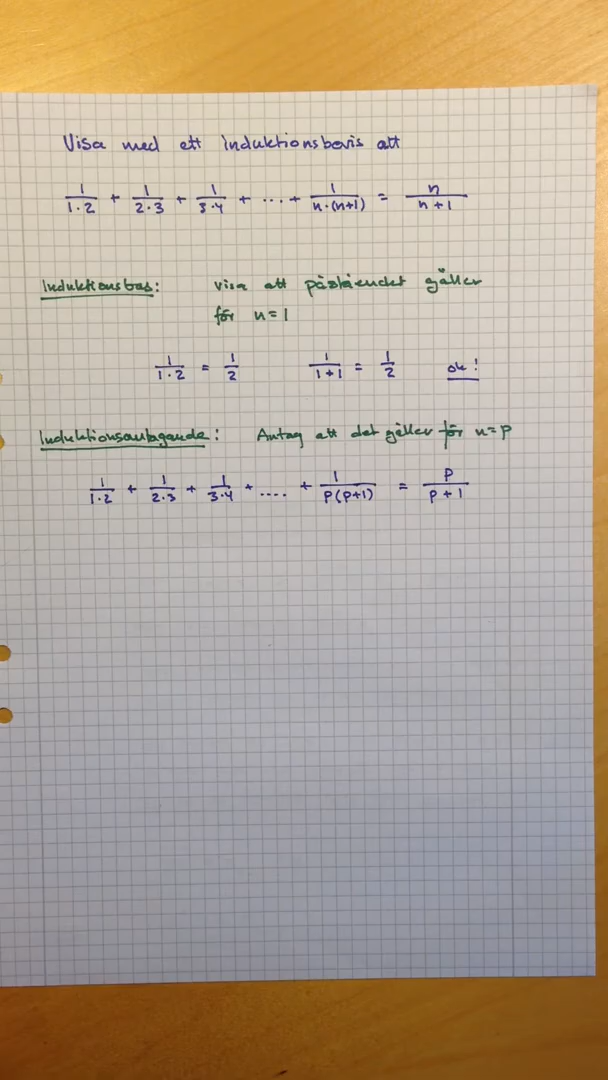 Visa med ett induktionsbevis att
1/(1·2) + 1/(2·3) + 1/(3·4) + ... + 1/(n·(n+1)) = n/(n+1)
Induktionsbas: visa att påståendet gäller
för n=1
1/(1·2) = 1/2 1/(1+1) = 1/2 ok!
Induktionsantagande: Antag att det gäller för n=p
1/(1·2) + 1/(2·3) + 1/(3·4) + .... + 1/(p(p+1)) = p/(p+1)